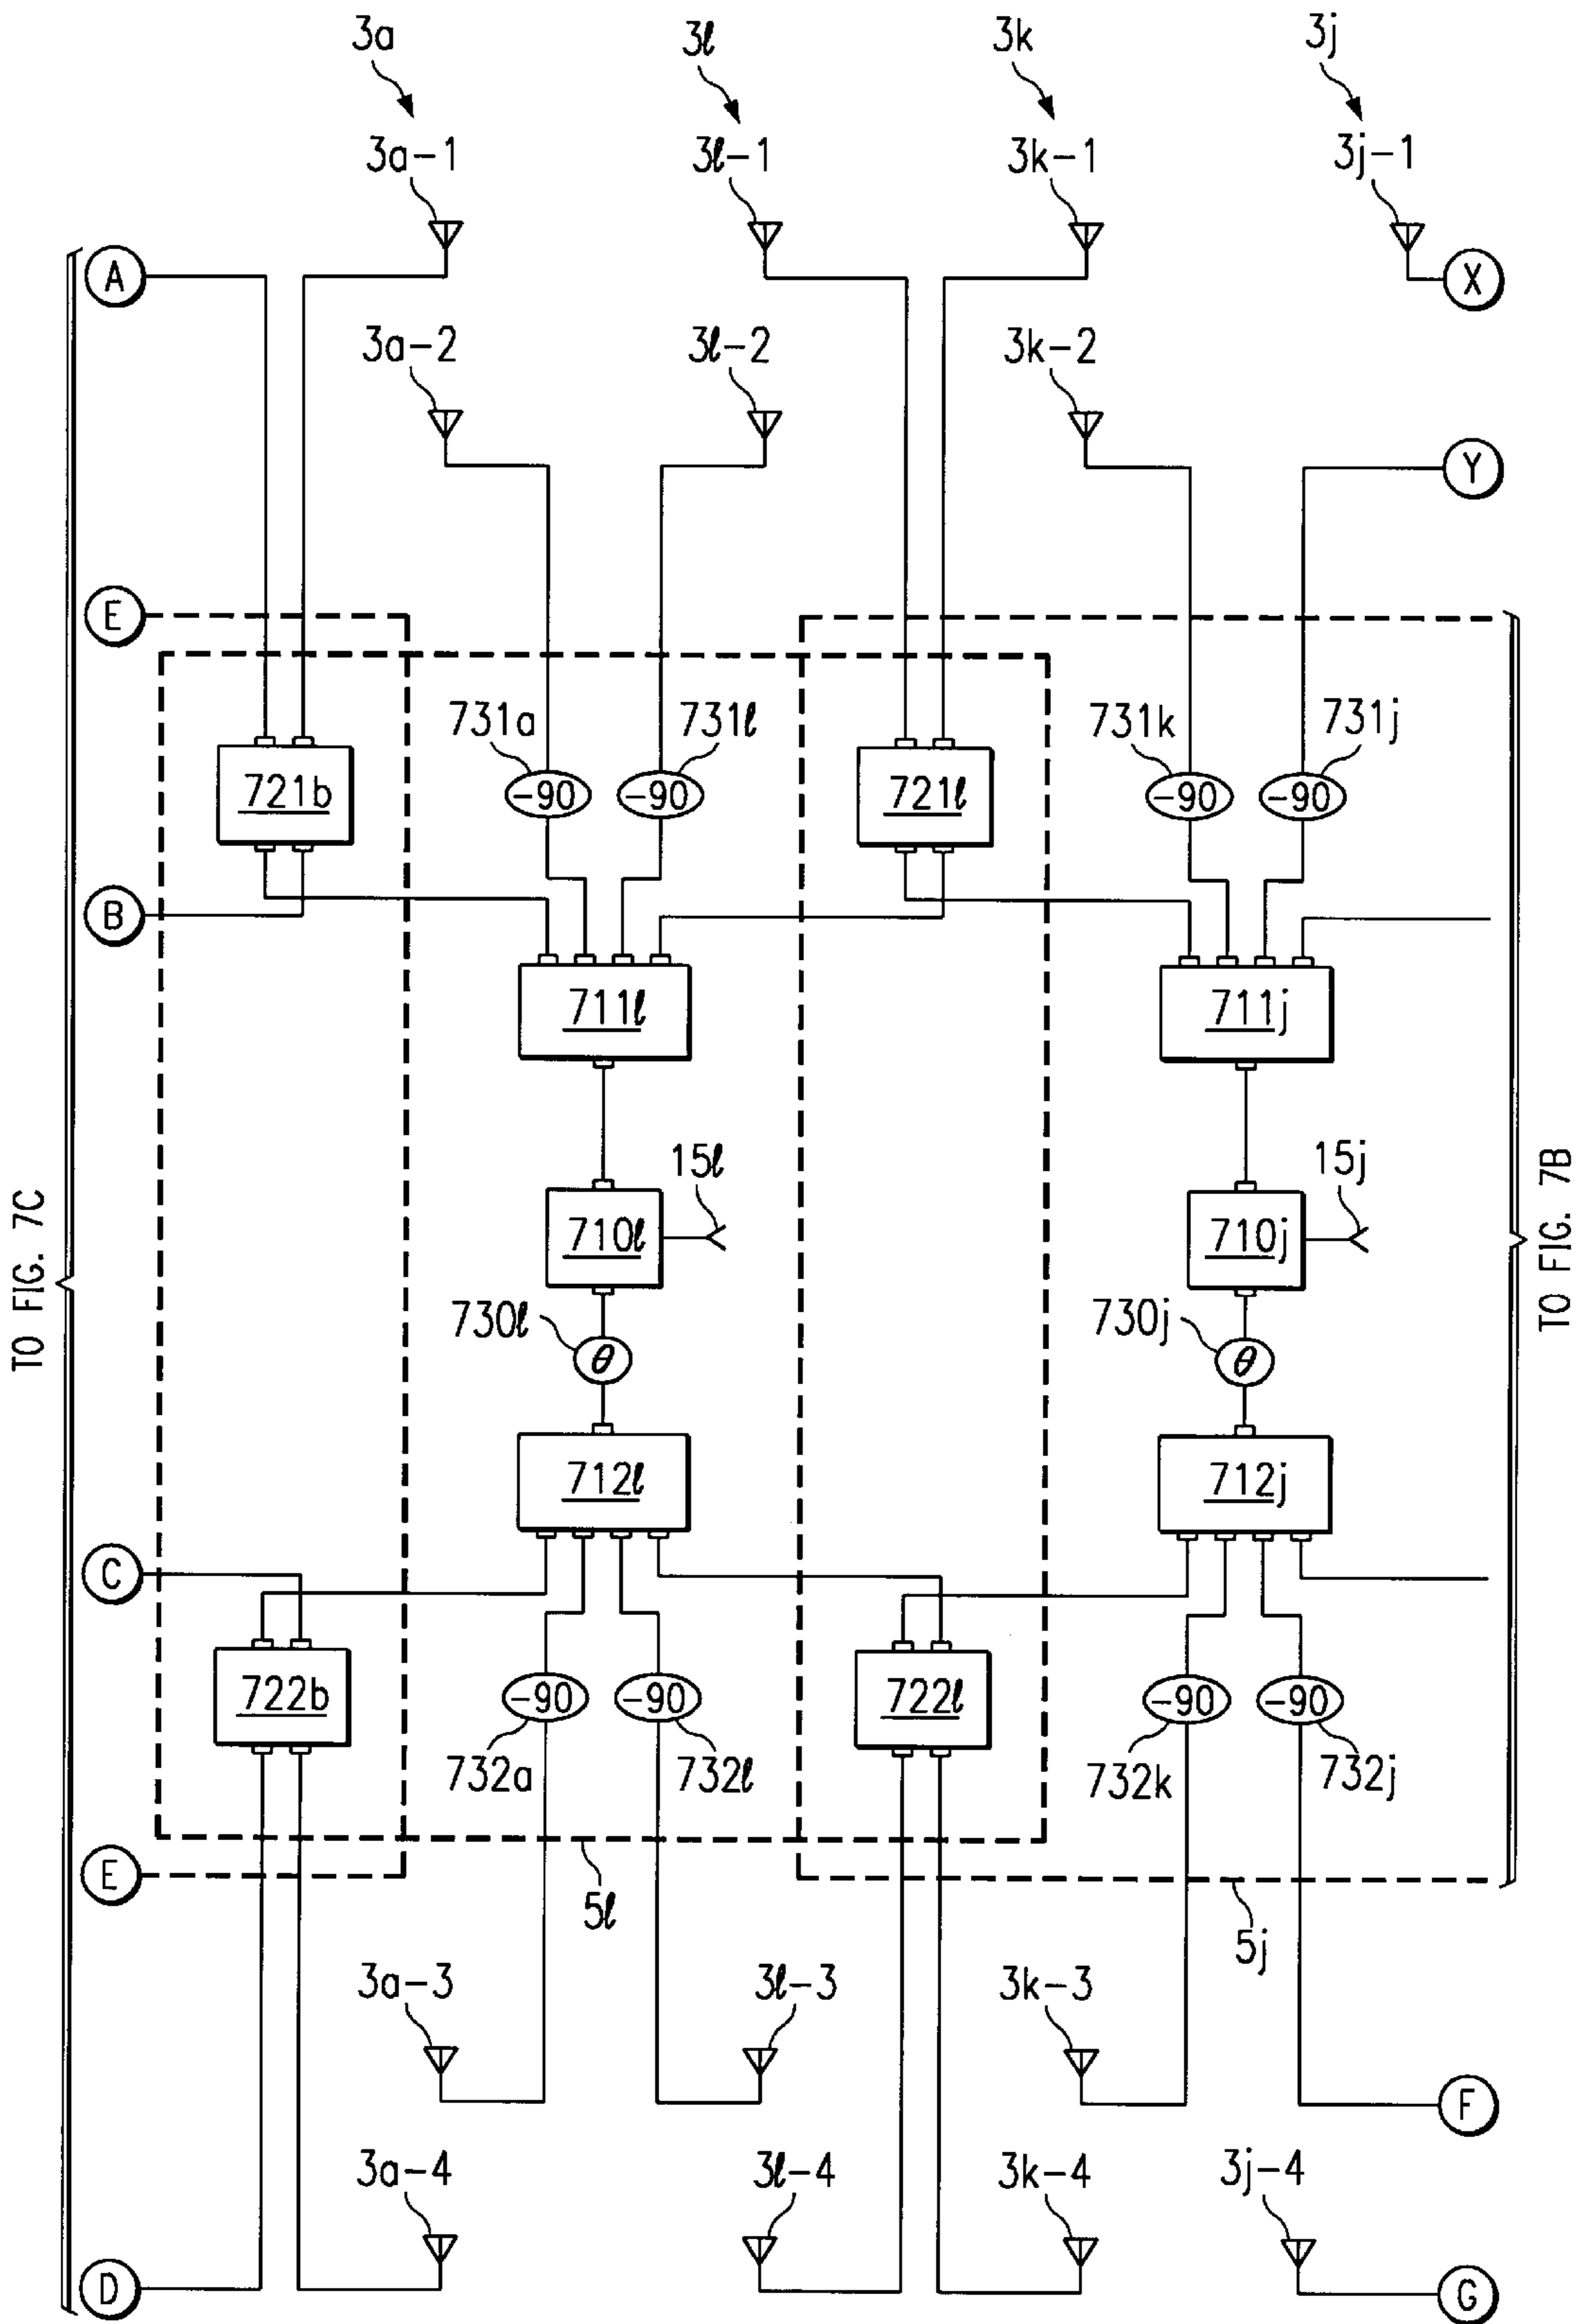 3a 3ℓ 3k 3j
3a-1 3ℓ-1 3k-1 3j-1
A X
3a-2 3ℓ-2 3k-2
Y
E
731a 731ℓ 731k 731j
721b -90 -90 721ℓ -90 -90
B
711ℓ 711j
15ℓ 15j
TO FIG. 7C
TO FIG. 7B
710ℓ 710j
730ℓ 730j
θ θ
712ℓ 712j
C
722b -90 -90 722ℓ -90 -90
732a 732ℓ 732k 732j
E
5ℓ 5j
3a-3 3ℓ-3 3k-3
F
3a-4 3ℓ-4 3k-4 3j-4
D G